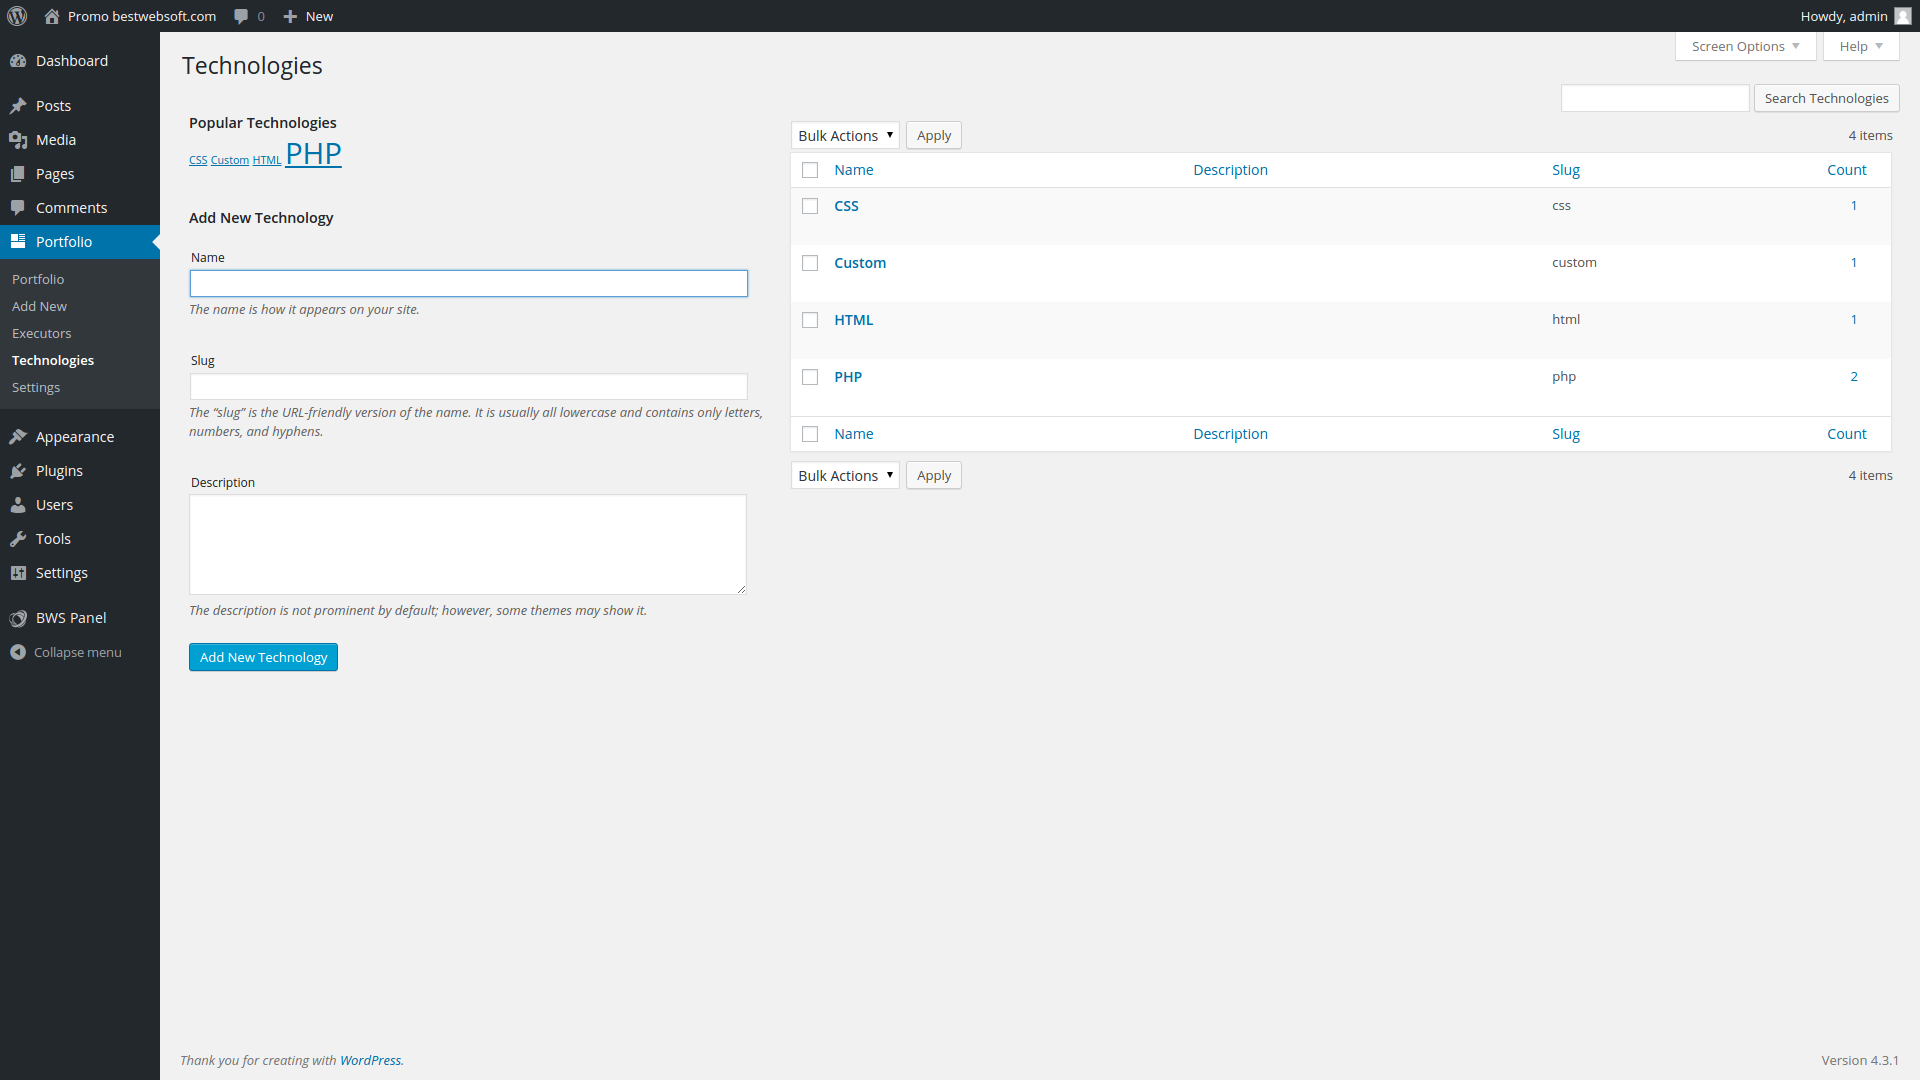 Promo bestwebsoft.com 0 New Howdy, admin
Screen Options Help
Dashboard
Posts
Media
Pages
Comments
Portfolio
Portfolio
Add New
Executors
Technologies
Settings
Appearance
Plugins
Users
Tools
Settings
BWS Panel
Collapse menu
Technologies
Search Technologies
Popular Technologies
CSS Custom HTML PHP
Add New Technology
Name
The name is how it appears on your site.
Slug
The “slug” is the URL-friendly version of the name. It is usually all lowercase and contains only letters,
numbers, and hyphens.
Description
The description is not prominent by default; however, some themes may show it.
Add New Technology
Bulk Actions Apply 4 items
Name Description Slug Count
CSS css 1
Custom custom 1
HTML html 1
PHP php 2
Name Description Slug Count
Bulk Actions Apply 4 items
Thank you for creating with WordPress. Version 4.3.1